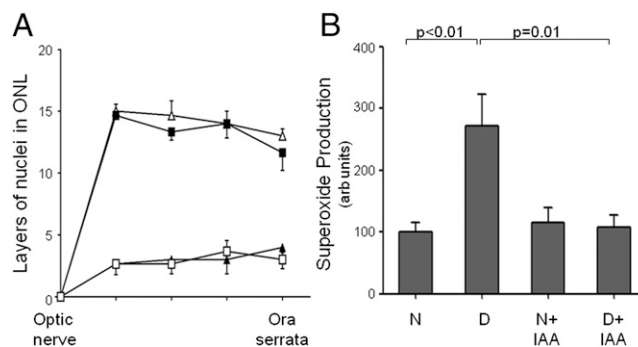 A
Layers of nuclei in ONL
20
15
10
5
0
Optic
nerve
Ora
serrata
B
p<0.01
p=0.01
Superoxide Production
(arb units)
400
300
200
100
0
N
D
N+
IAA
D+
IAA